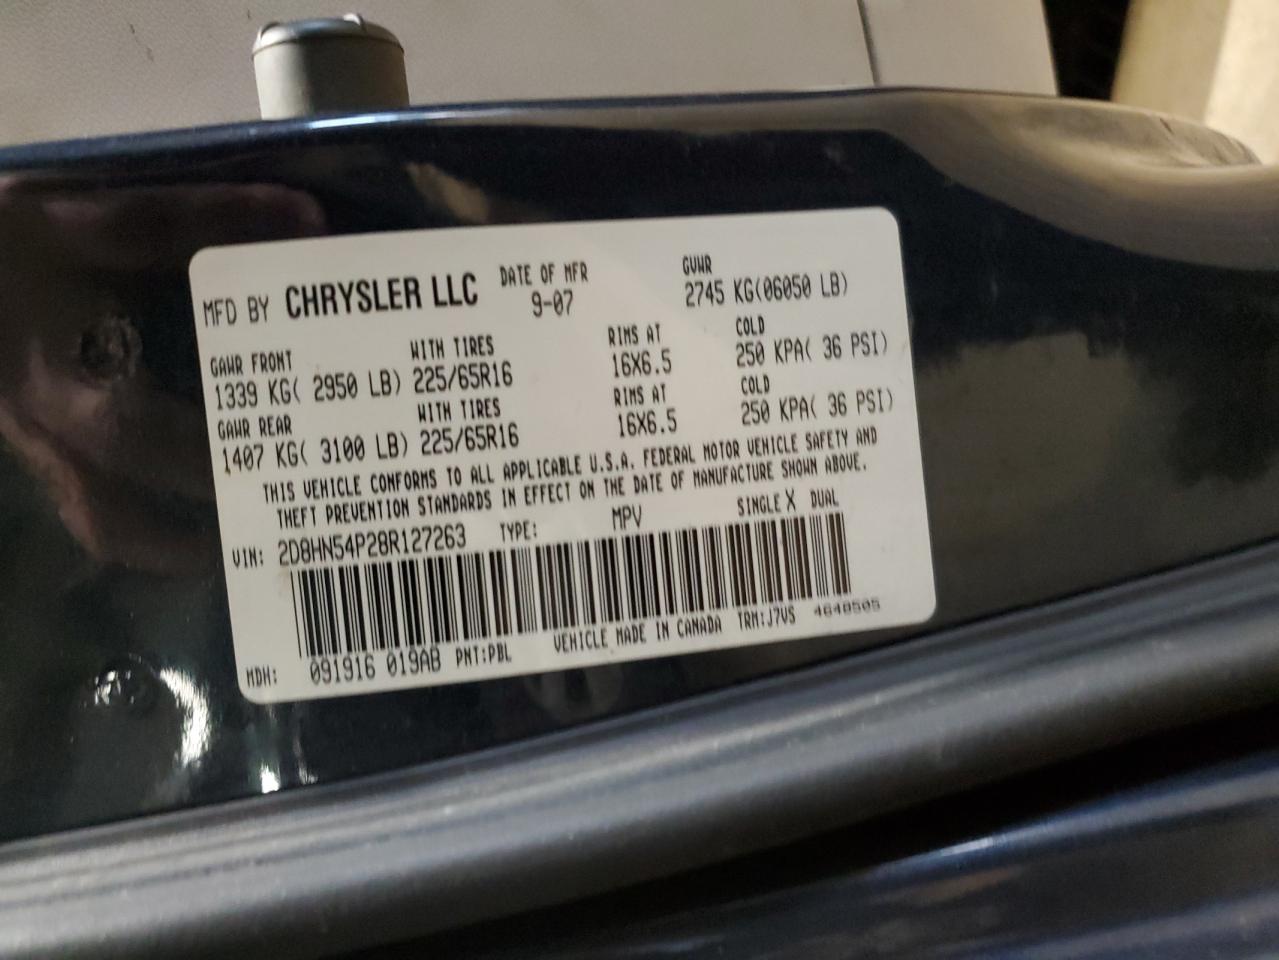 MFD BY CHRYSLER LLC DATE OF MFR 9-07 GVWR 2745 KG(06050 LB)
GAWR FRONT WITH TIRES RIMS AT COLD
1339 KG( 2950 LB) 225/65R16 16X6.5 250 KPA( 36 PSI)
GAWR REAR WITH TIRES RIMS AT COLD
1407 KG( 3100 LB) 225/65R16 16X6.5 250 KPA( 36 PSI)
THIS VEHICLE CONFORMS TO ALL APPLICABLE U.S.A. FEDERAL MOTOR VEHICLE SAFETY AND
THEFT PREVENTION STANDARDS IN EFFECT ON THE DATE OF MANUFACTURE SHOWN ABOVE.
VIN: 2D8HN54P28R127263 TYPE: MPV SINGLE X DUAL
MDH: 091916 019AB PNT:PBL VEHICLE MADE IN CANADA TRM:J7VS 4648505